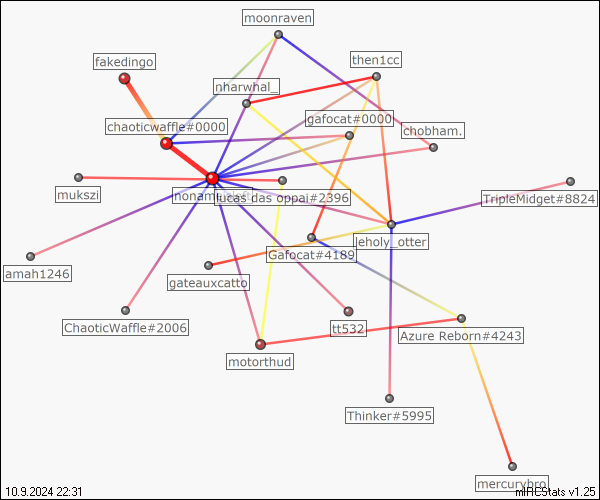 moonraven
fakedingo
then1cc
nharwhal_
gafocat#0000
chaoticwaffle#0000
chobham.
mukszi
lucas das oppai#2396
TripleMidget#8824
leholy_otter
Gafocat#4189
amah1246
gateauxcatto
ChaoticWaffle#2006
tt532
Azure Reborn#4243
motorthud
Thinker#5995
mercurybro
10.9.2024 22:31
mIRCStats v1.25